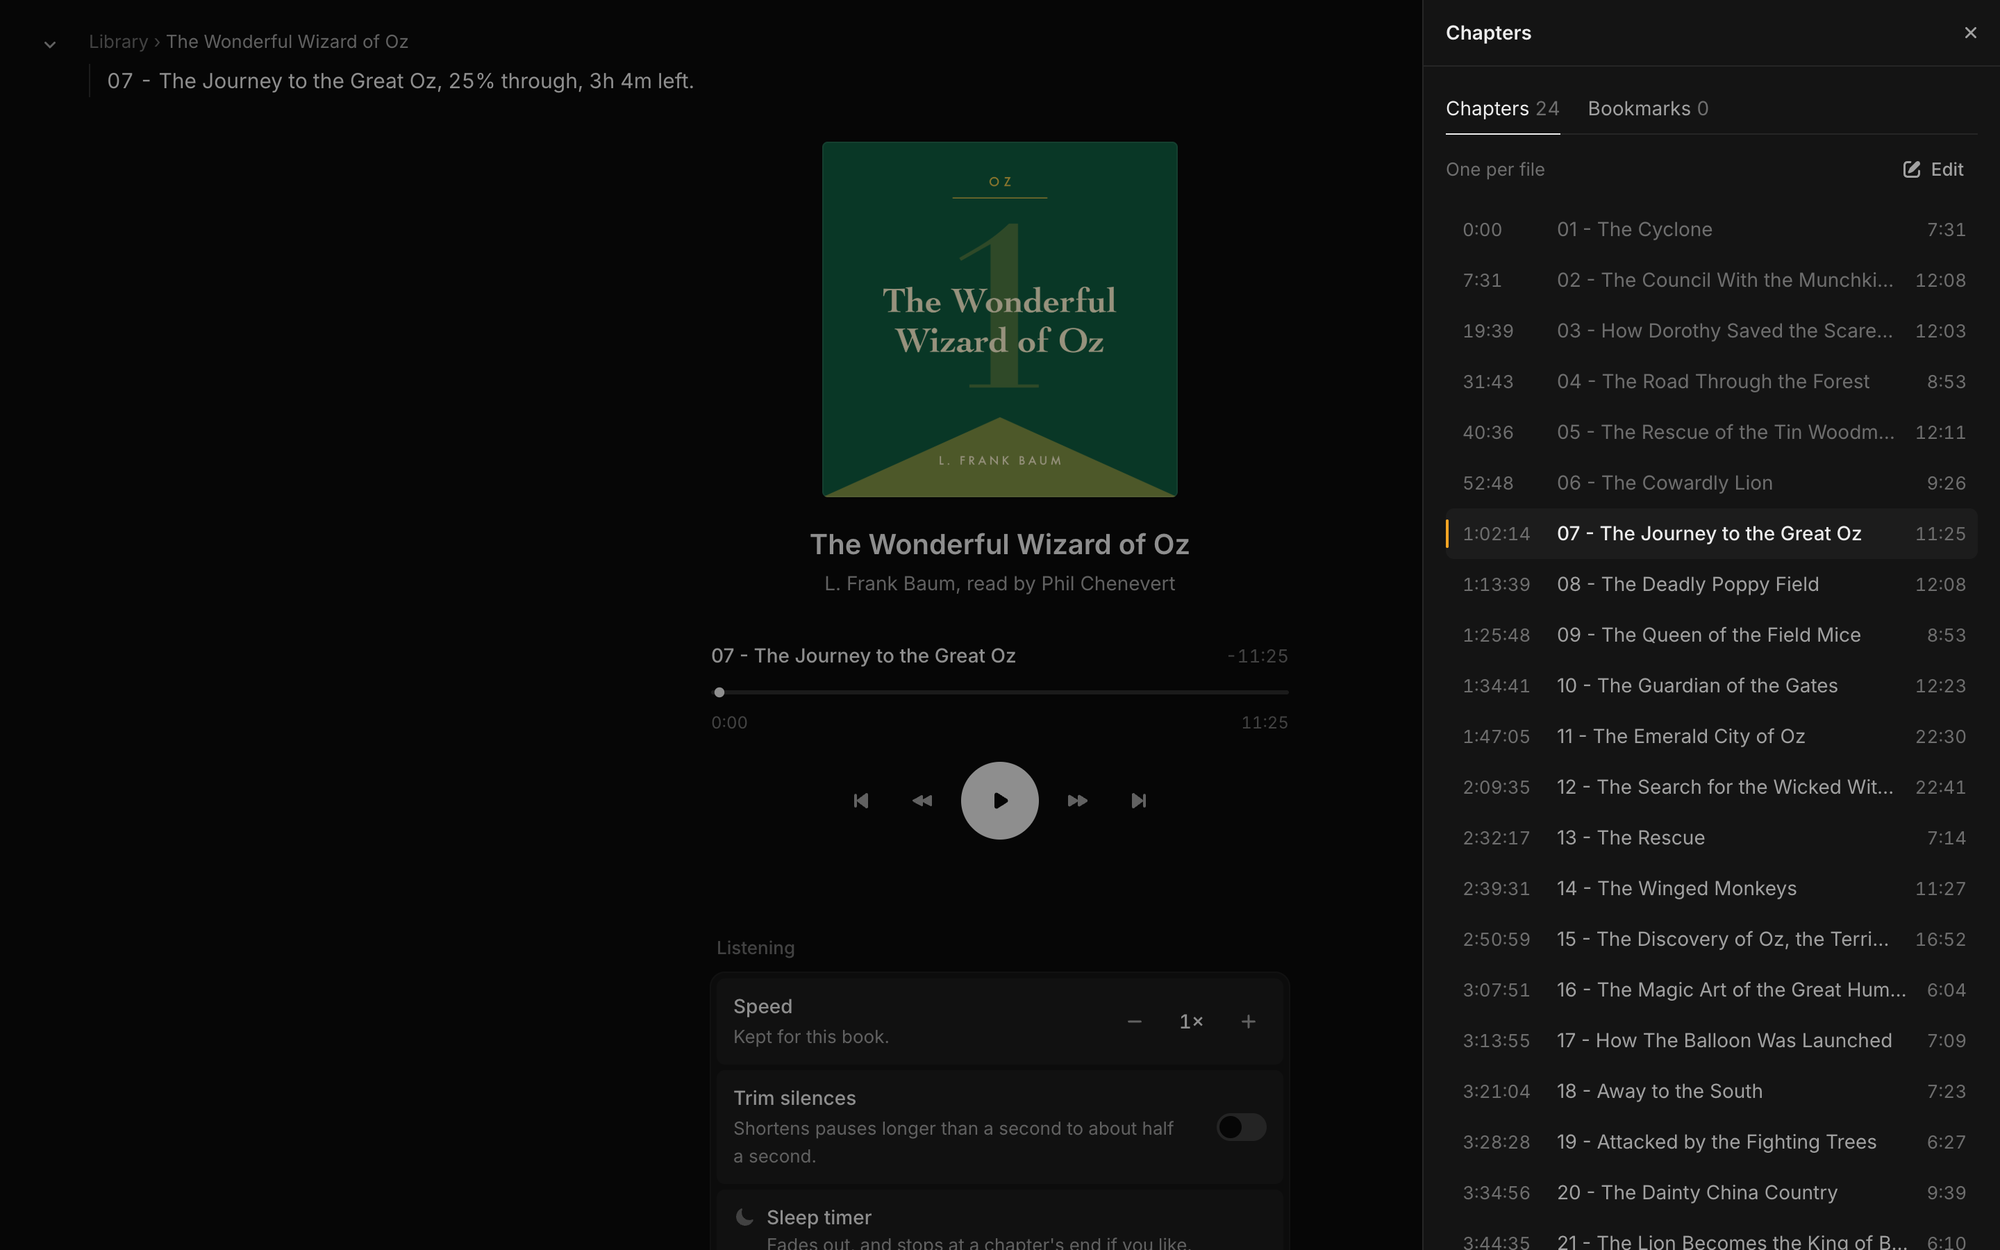 Library › The Wonderful Wizard of Oz
07 - The Journey to the Great Oz, 25% through, 3h 4m left.
OZ
1
The Wonderful
Wizard of Oz
L. FRANK BAUM
The Wonderful Wizard of Oz
L. Frank Baum, read by Phil Chenevert
07 - The Journey to the Great Oz -11:25
0:00 11:25
Listening
Speed
Kept for this book.
− 1× +
Trim silences
Shortens pauses longer than a second to about half
a second.
Sleep timer
Fades out, and stops at a chapter's end if you like.
Chapters
Chapters 24 Bookmarks 0
One per file Edit
0:00 01 - The Cyclone 7:31
7:31 02 - The Council With the Munchki... 12:08
19:39 03 - How Dorothy Saved the Scare... 12:03
31:43 04 - The Road Through the Forest 8:53
40:36 05 - The Rescue of the Tin Woodm... 12:11
52:48 06 - The Cowardly Lion 9:26
1:02:14 07 - The Journey to the Great Oz 11:25
1:13:39 08 - The Deadly Poppy Field 12:08
1:25:48 09 - The Queen of the Field Mice 8:53
1:34:41 10 - The Guardian of the Gates 12:23
1:47:05 11 - The Emerald City of Oz 22:30
2:09:35 12 - The Search for the Wicked Wit... 22:41
2:32:17 13 - The Rescue 7:14
2:39:31 14 - The Winged Monkeys 11:27
2:50:59 15 - The Discovery of Oz, the Terri... 16:52
3:07:51 16 - The Magic Art of the Great Hum... 6:04
3:13:55 17 - How The Balloon Was Launched 7:09
3:21:04 18 - Away to the South 7:23
3:28:28 19 - Attacked by the Fighting Trees 6:27
3:34:56 20 - The Dainty China Country 9:39
3:44:35 21 - The Lion Becomes the King of B... 6:10